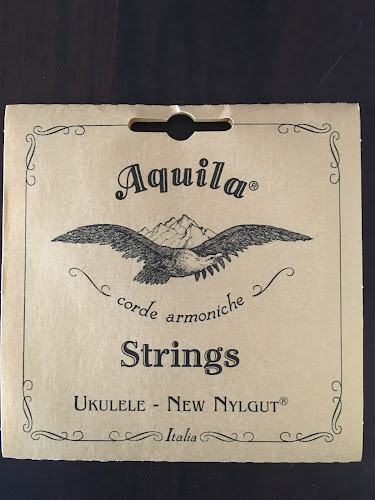 Aquila®
corde armoniche
Strings
UKULELE - NEW NYLGUT®
Italia